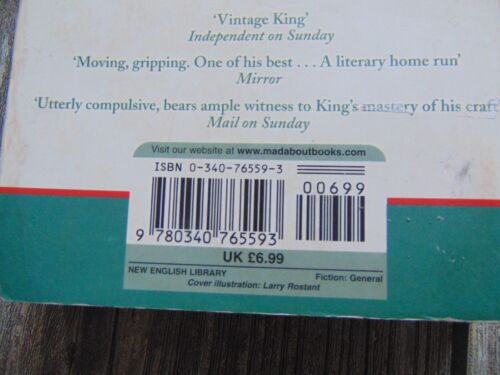 ‘Vintage King’
Independent on Sunday
‘Moving, gripping. One of his best . . . A literary home run’
Mirror
‘Utterly compulsive, bears ample witness to King’s mastery of his craft
Mail on Sunday
Visit our website at www.madaboutbooks.com
ISBN 0-340-76559-3
00699
9 780340 765593
UK £6.99
NEW ENGLISH LIBRARY Fiction: General
Cover illustration: Larry Rostant